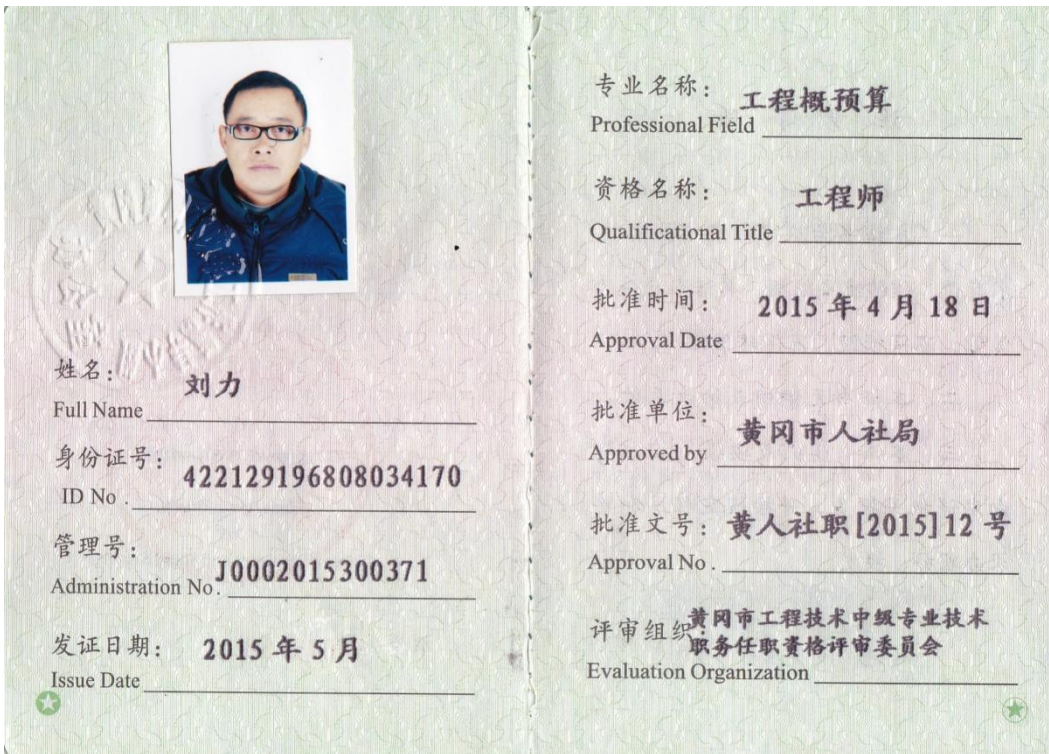 姓名：刘力
Full Name
身份证号：422129196808034170
ID No .
管理号：J0002015300371
Administration No.
发证日期：2015 年 5 月
Issue Date
专业名称：工程概预算
Professional Field
资格名称：工程师
Qualificational Title
批准时间：2015 年 4 月 18 日
Approval Date
批准单位：黄冈市人社局
Approved by
批准文号：黄人社职[2015]12 号
Approval No .
评审组织：黄冈市工程技术中级专业技术
职务任职资格评审委员会
Evaluation Organization